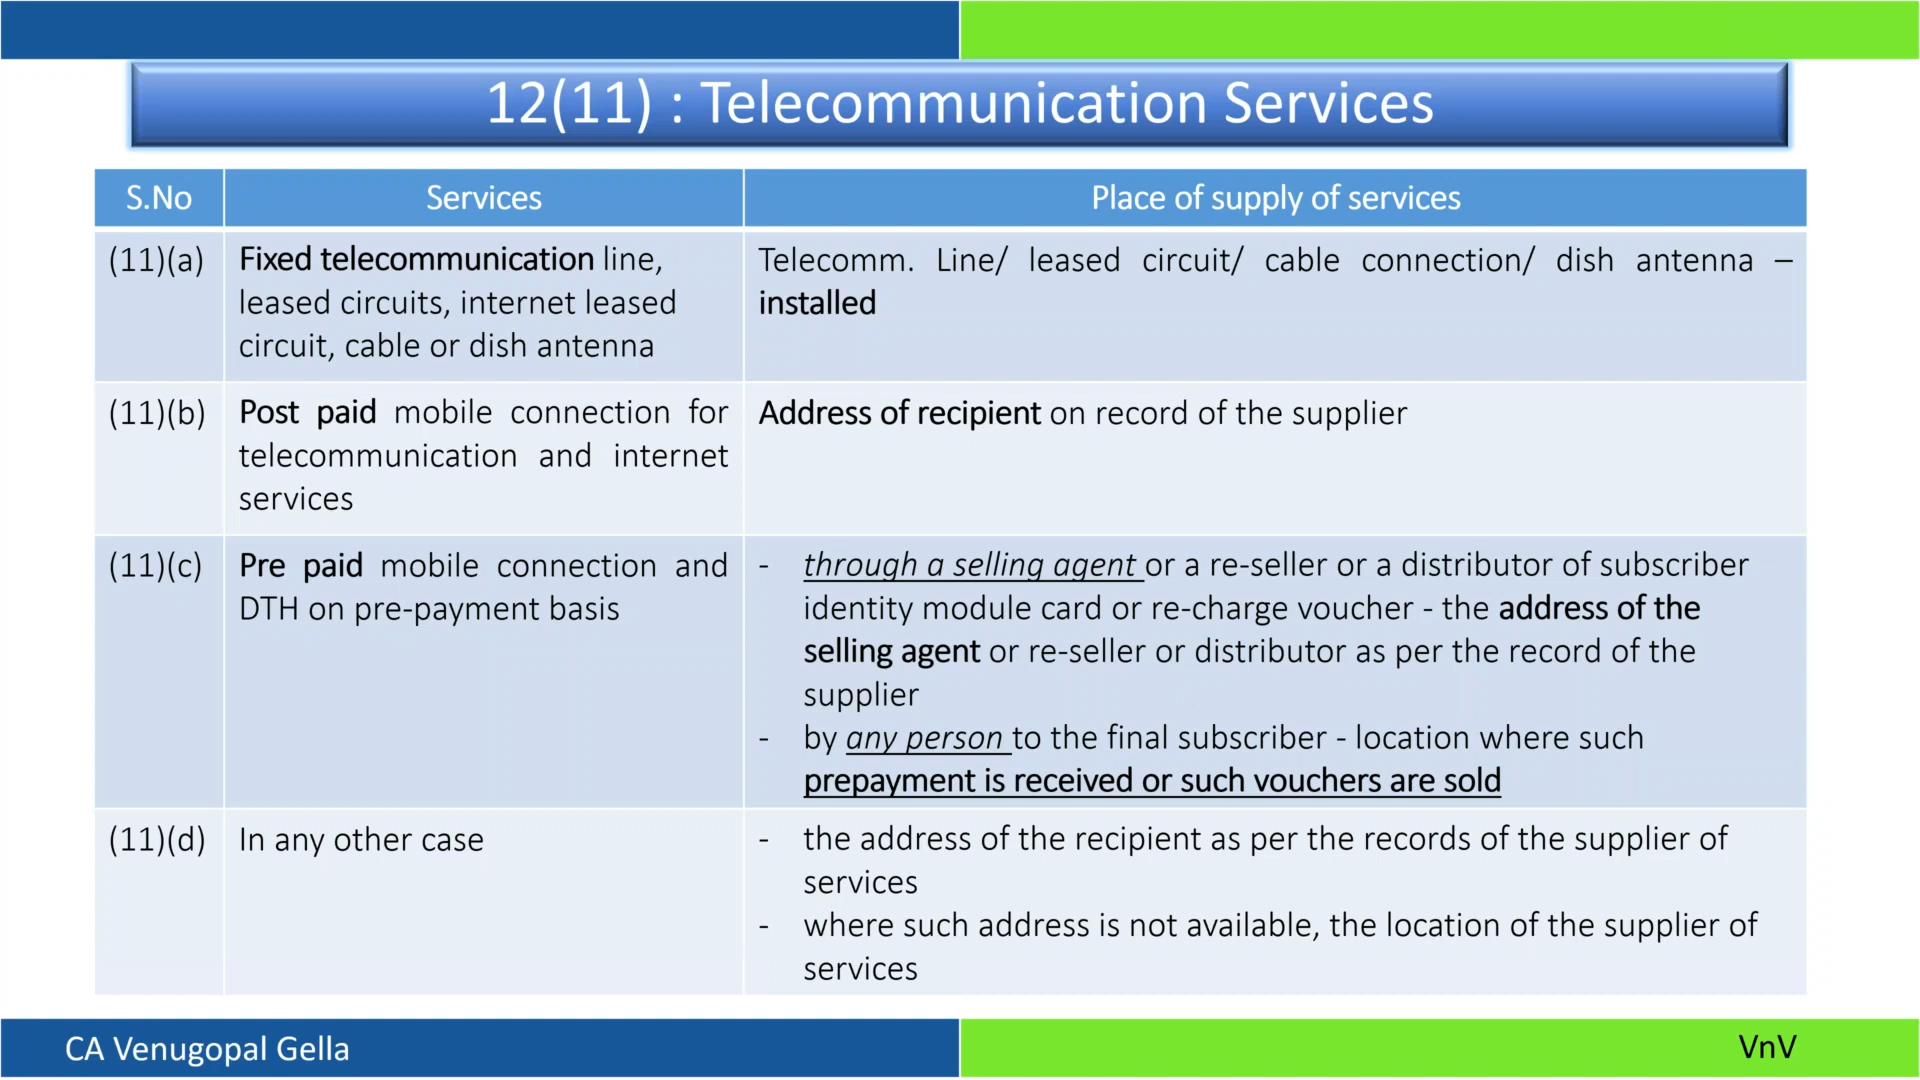 12(11) : Telecommunication Services
S.No Services Place of supply of services
(11)(a) Fixed telecommunication line, Telecomm. Line/ leased circuit/ cable connection/ dish antenna –
leased circuits, internet leased installed
circuit, cable or dish antenna
(11)(b) Post paid mobile connection for Address of recipient on record of the supplier
telecommunication and internet
services
(11)(c) Pre paid mobile connection and - through a selling agent or a re-seller or a distributor of subscriber
DTH on pre-payment basis identity module card or re-charge voucher - the address of the
selling agent or re-seller or distributor as per the record of the
supplier
- by any person to the final subscriber - location where such
prepayment is received or such vouchers are sold
(11)(d) In any other case - the address of the recipient as per the records of the supplier of
services
- where such address is not available, the location of the supplier of
services
CA Venugopal Gella VnV